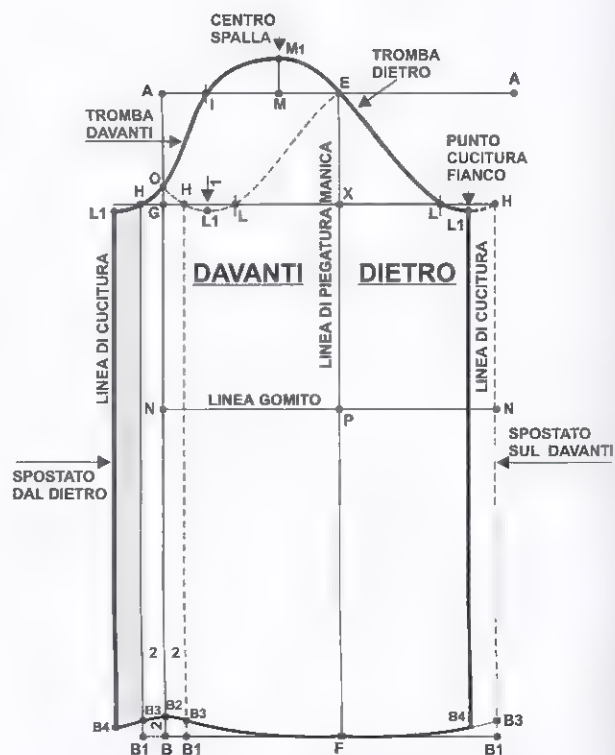 CENTRO
SPALLA
M1
TROMBA
DIETRO
A
I
M
E
A
TROMBA
DAVANTI
PUNTO
CUCITURA
FIANCO
O
1
H
H
L1
G
L1
L
X
L
L1
H
DAVANTI
DIETRO
LINEA DI CUCITURA
LINEA DI PIEGATURA MANICA
LINEA DI CUCITURA
LINEA GOMITO
N
P
N
SPOSTATO
DAL DIETRO
SPOSTATO
SUL DAVANTI
2
2
B3
B2
B3
B4
2
B4
B3
B1
B
B1
F
B1